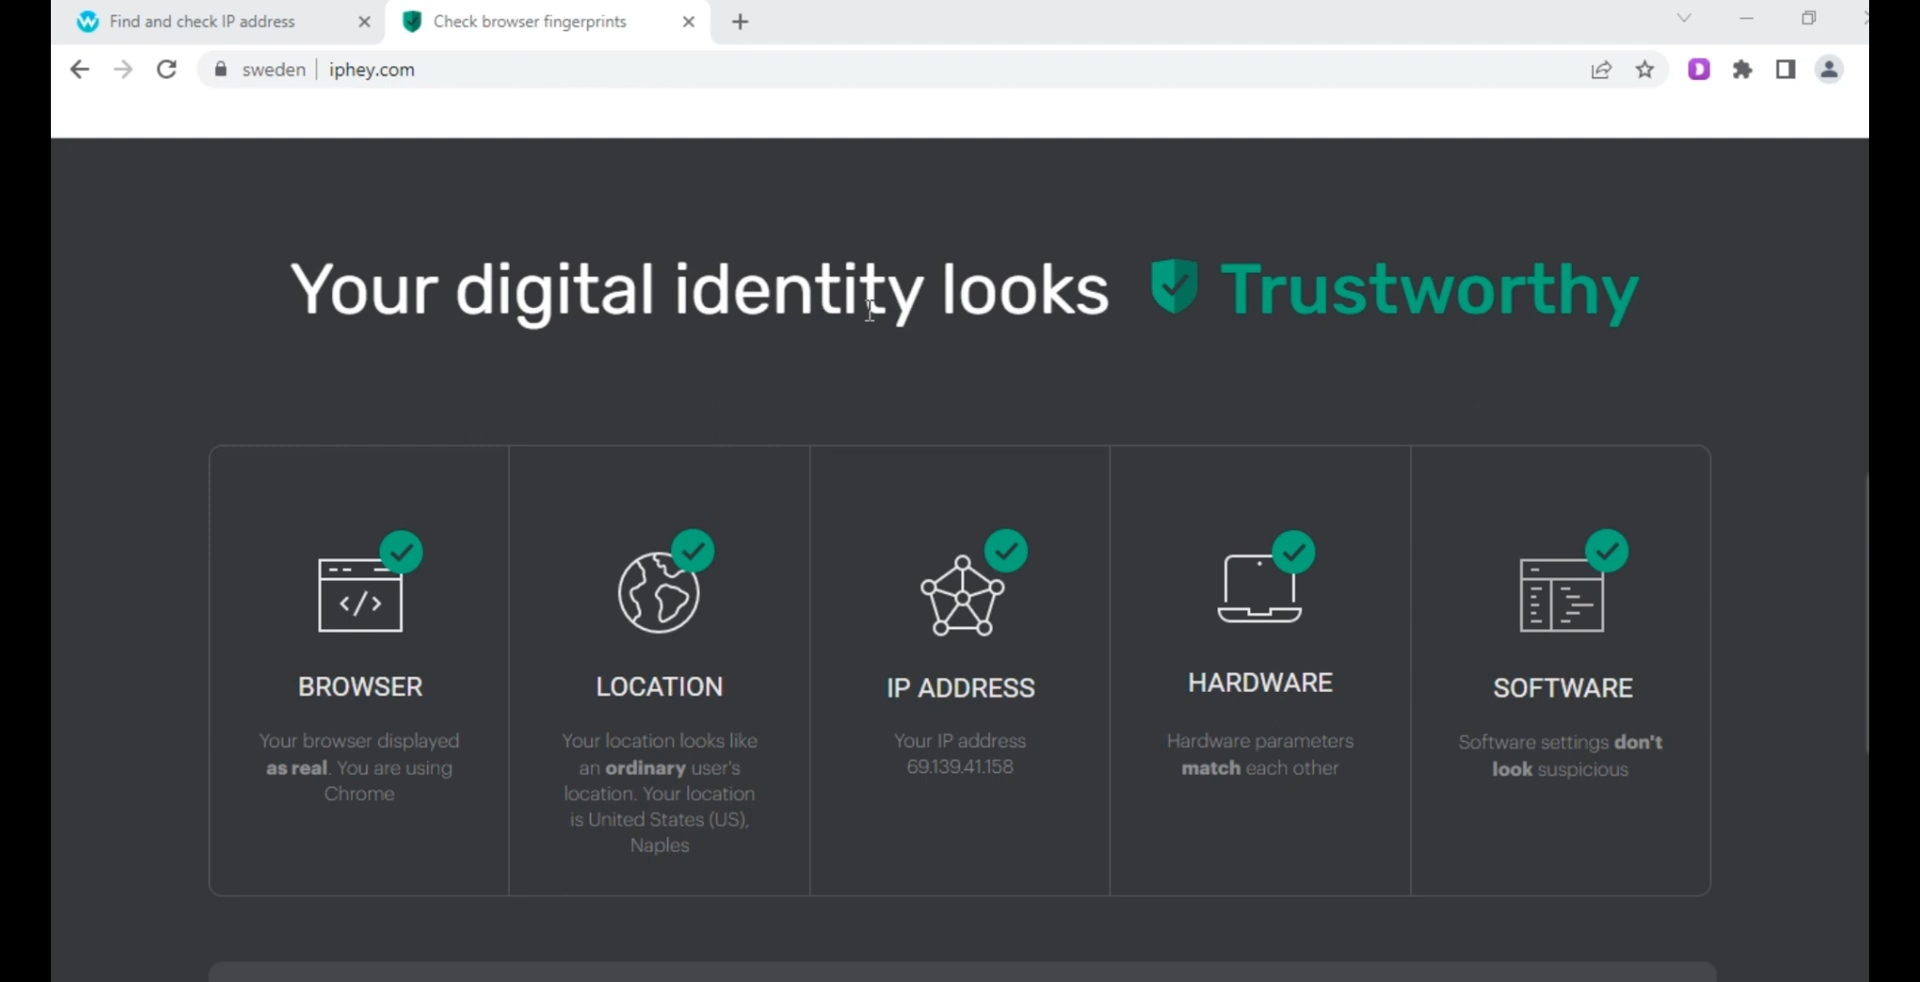 Find and check IP address
Check browser fingerprints
sweden | iphey.com
Your digital identity looks Trustworthy
BROWSER
Your browser displayed
as real. You are using
Chrome
LOCATION
Your location looks like
an ordinary user's
location. Your location
is United States (US),
Naples
IP ADDRESS
Your IP address
69.139.41.158
HARDWARE
Hardware parameters
match each other
SOFTWARE
Software settings don't
look suspicious